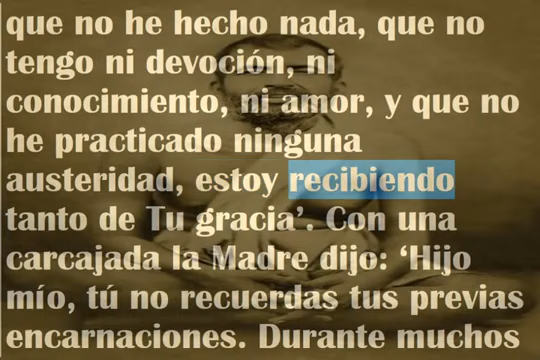 que no he hecho nada, que no
tengo ni devoción, ni
conocimiento, ni amor, y que no
he practicado ninguna
austeridad, estoy recibiendo
tanto de Tu gracia’. Con una
carcajada la Madre dijo: ‘Hijo
mío, tú no recuerdas tus previas
encarnaciones. Durante muchos